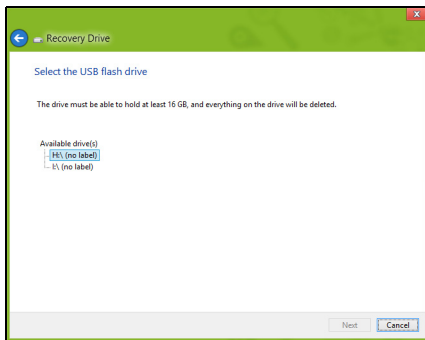 Recovery Drive
Select the USB flash drive
The drive must be able to hold at least 16 GB, and everything on the drive will be deleted.
Available drive(s)
H:\ (no label)
I:\ (no label)
Next
Cancel